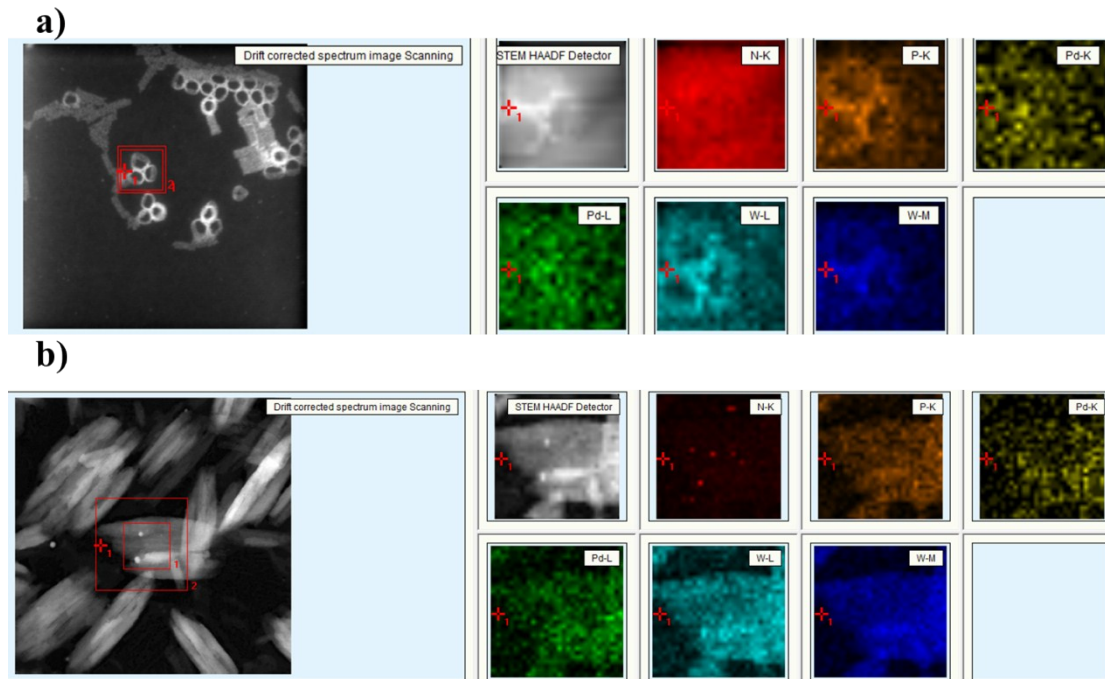 a)
Drift corrected spectrum image Scanning
STEM HAADF Detector
N-K
P-K
Pd-K
1
1
1
1
1
2
Pd-L
W-L
W-M
1
1
1
b)
Drift corrected spectrum image Scanning
STEM HAADF Detector
N-K
P-K
Pd-K
1
1
1
1
1
1
2
Pd-L
W-L
W-M
1
1
1